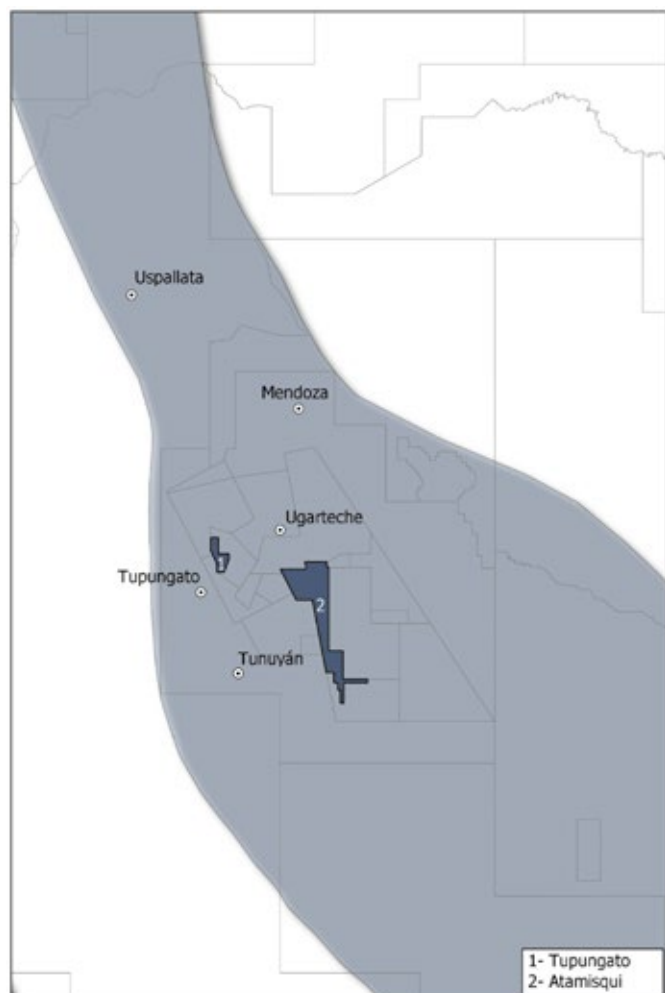 Uspallata
Mendoza
Ugarteche
1
Tupungato
2
Tunuyán
1- Tupungato
2- Atamisqui